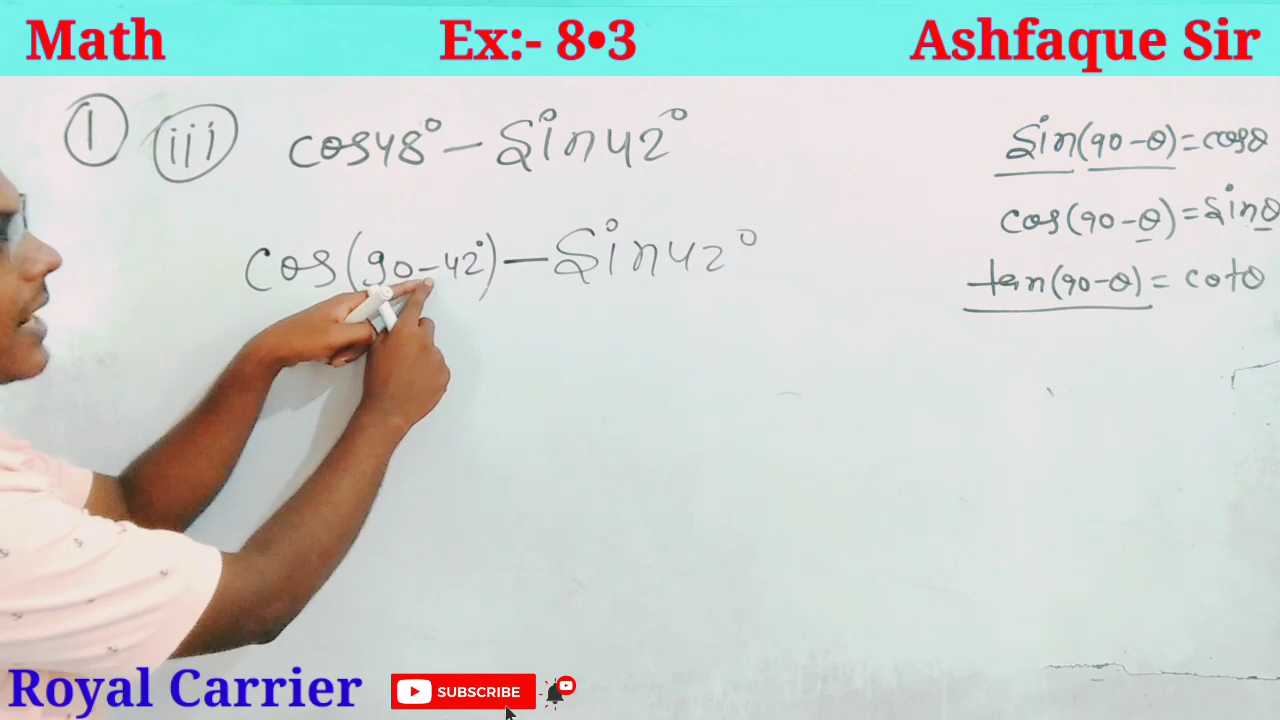 Math Ex:- 8•3 Ashfaque Sir
1 iii cos48° – Sin42°
cos(90–42°) – Sin42°
Sin(90–θ)=cosθ
cos(90–θ)=Sinθ
tan(90–θ)= cotθ
Royal Carrier SUBSCRIBE